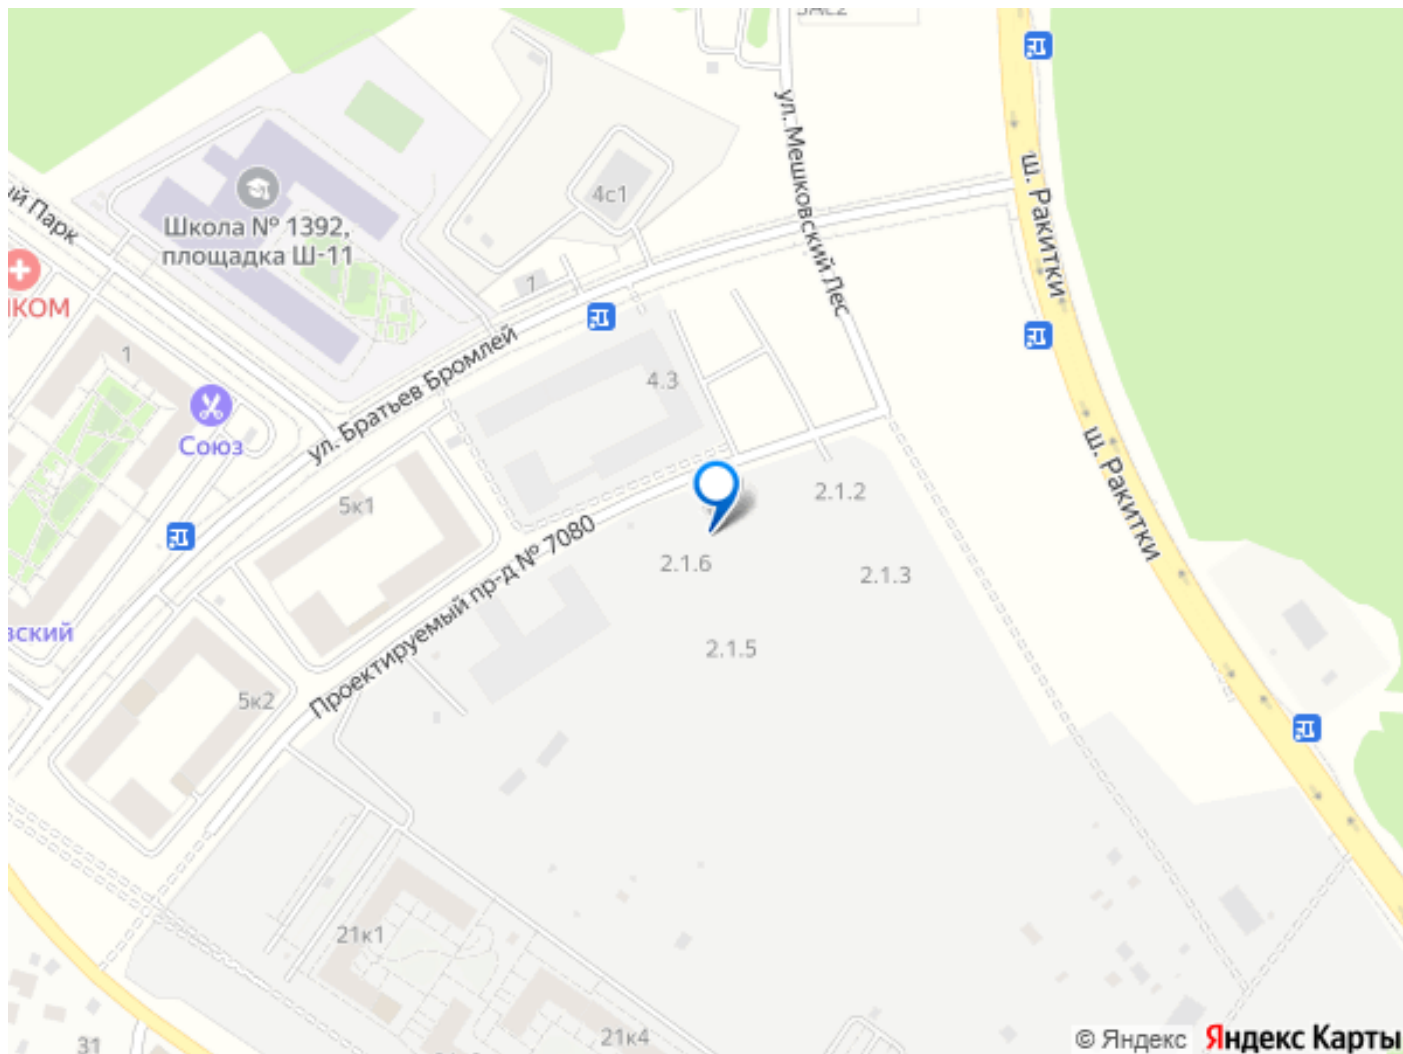 ул. Мешковский Лес
ш. Ракитки
4с1
Школа № 1392,
площадка Ш-11
Парк
1
1
4.3
ул. Братьев Бромлей
Союз
ш. Ракитки
5к1
2.1.2
Проектируемый пр-д № 7080
2.1.6
2.1.3
2.1.5
5к2
21к1
21к4
31
© Яндекс Яндекс Карты